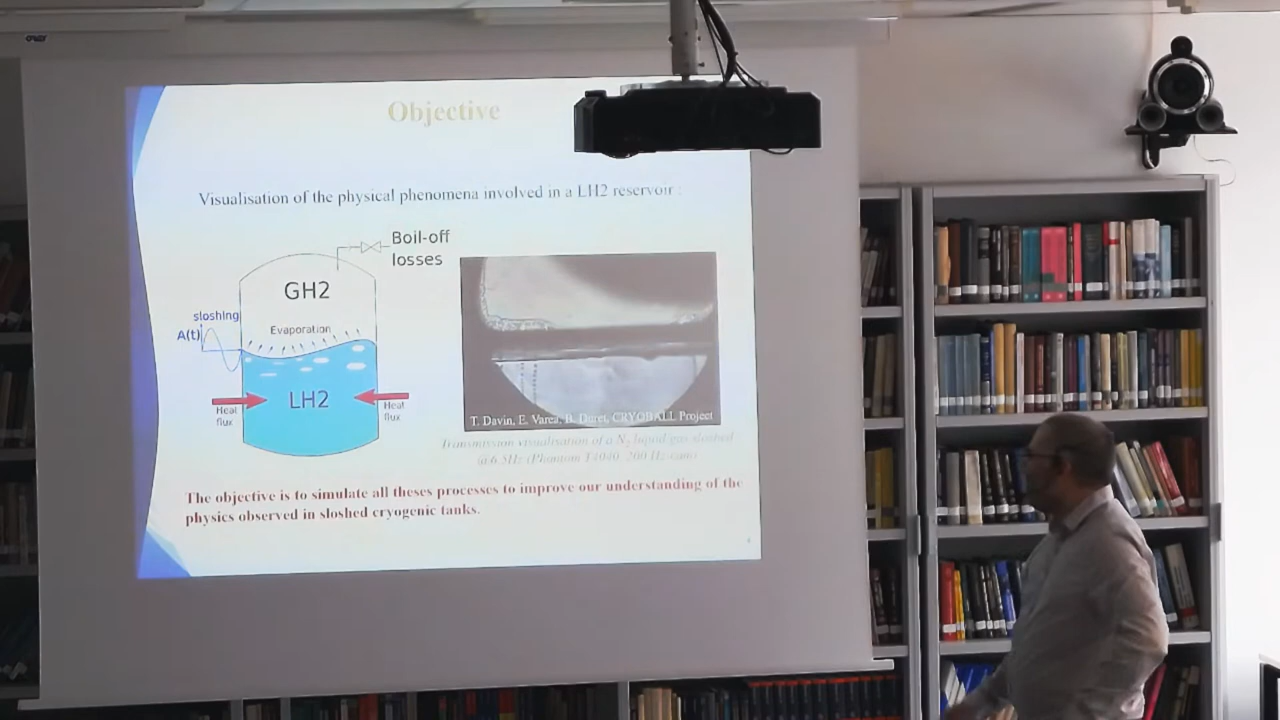 Objective
Visualisation of the physical phenomena involved in a LH2 reservoir :
Boil-off
losses
GH2
sloshing
A(t)
Evaporation
LH2
Heat
flux
Heat
flux
T. Davin, E. Varea, B. Duret, CRYOBALL Project
Transmission visualisation of a N2 liquid gas sloshed
@ 6.5Hz (Phantom 200 Hz
The objective is to simulate all theses processes to improve our understanding of the
physics observed in sloshed cryogenic tanks.
4